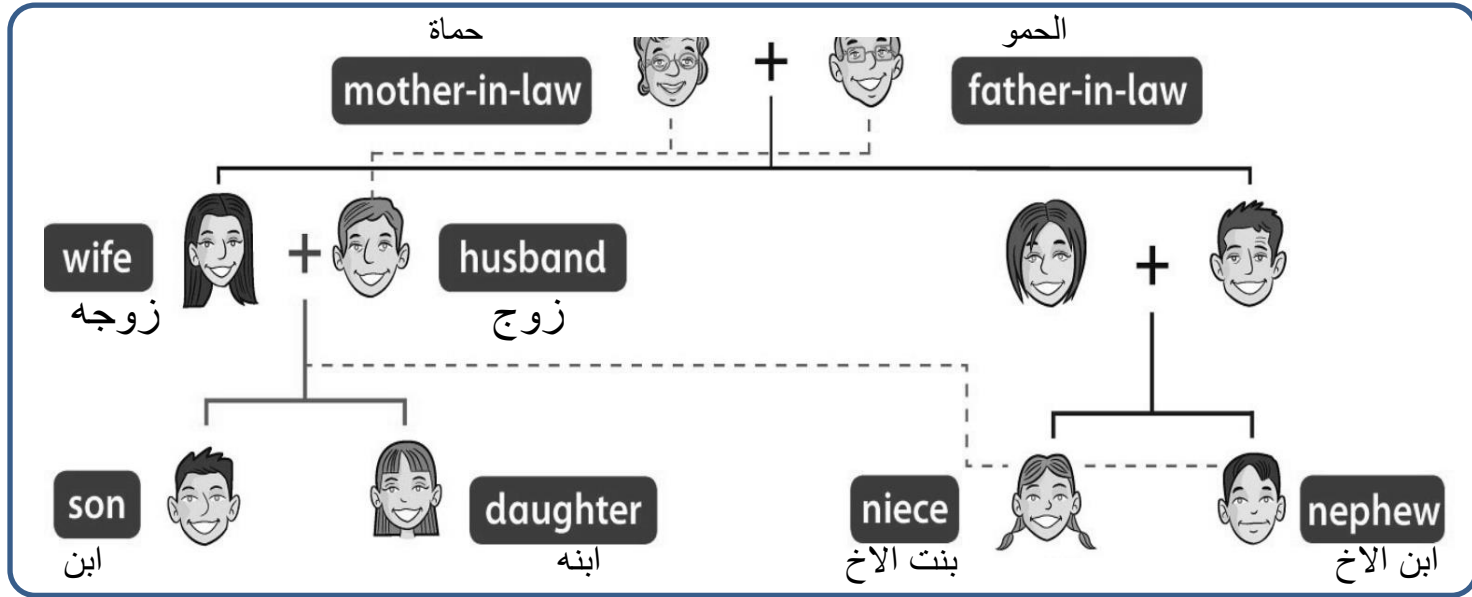 حماة
الحمو
mother-in-law
+
father-in-law
wife
+
husband
+
زوجه
زوج
son
daughter
niece
nephew
ابن
ابنه
بنت الاخ
ابن الاخ